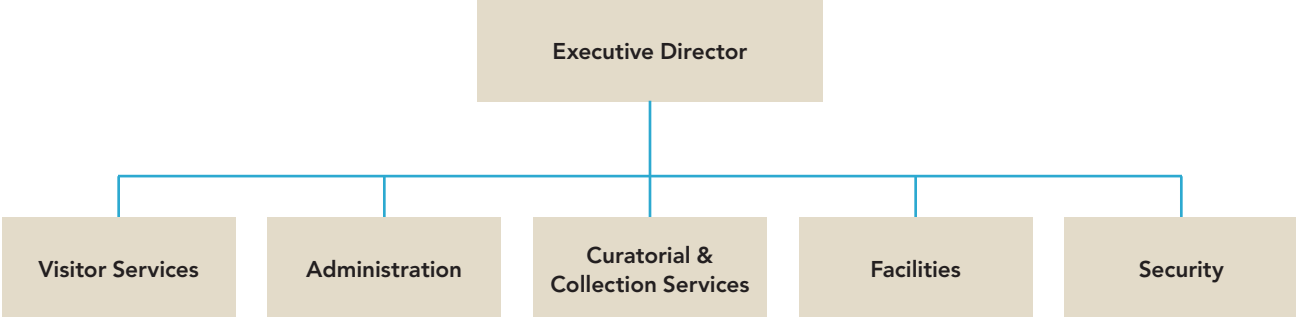 Executive Director
Visitor Services
Administration
Curatorial &
Collection Services
Facilities
Security